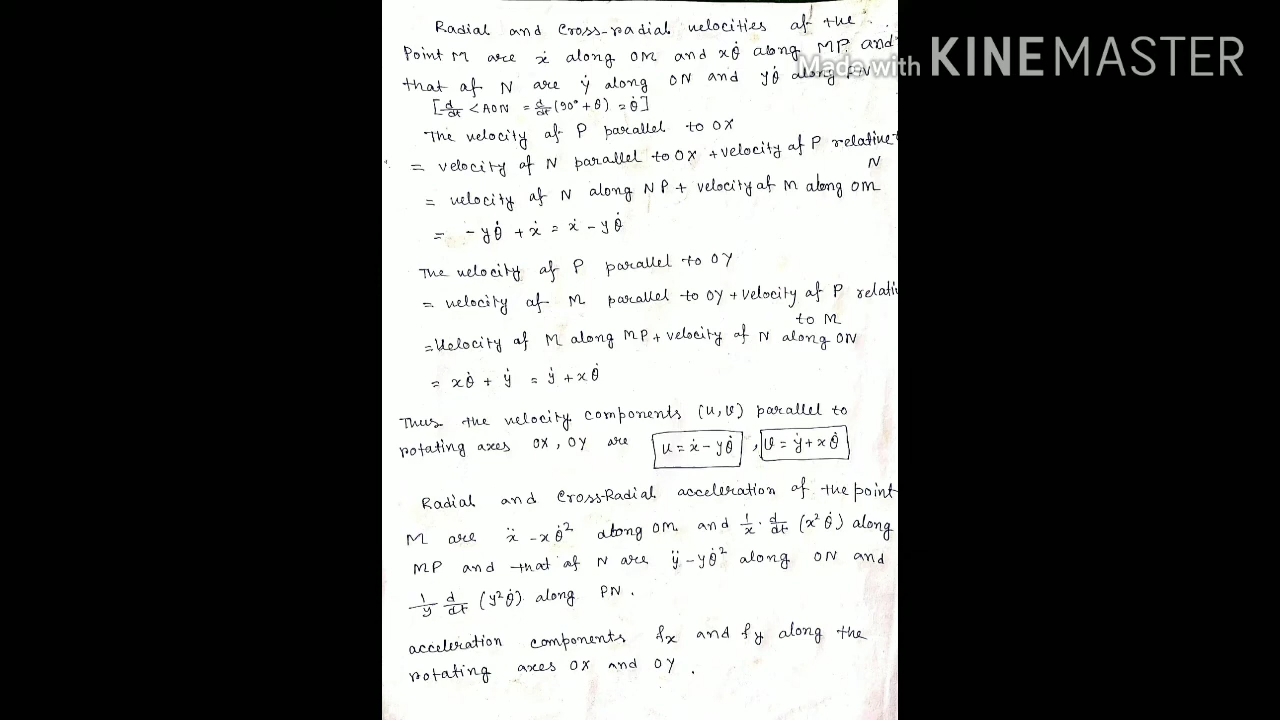 Radial and Cross-radial velocities of the
Point M are ẋ along OM and xθ̇ along MP and
Made with KINEMASTER
that of N are ẏ along ON and yθ̇ along PN
[d/dt <AON = d/dt (90° + θ) = θ̇]
The velocity of P parallel to OX
= velocity of N parallel to OX + velocity of P relative
N
= velocity of N along NP + velocity of M along OM
= - yθ̇ + ẋ = ẋ - yθ̇
The velocity of P parallel to OY
= velocity of M parallel to OY + velocity of P relati
to M
= Velocity of M along MP + velocity of N along ON
= xθ̇ + ẏ = ẏ + xθ̇
Thus the velocity components (u, v) parallel to
rotating axes OX, OY are u = ẋ - yθ̇ , v = ẏ + xθ̇
Radial and Cross-Radial acceleration of the point
M are ẍ - xθ̇² along OM and 1/x · d/dt (x²θ̇) along
MP and that of N are ÿ - yθ̇² along ON and
1/y d/dt (y²θ̇) along PN.
acceleration components fx and fy along the
rotating axes OX and OY.